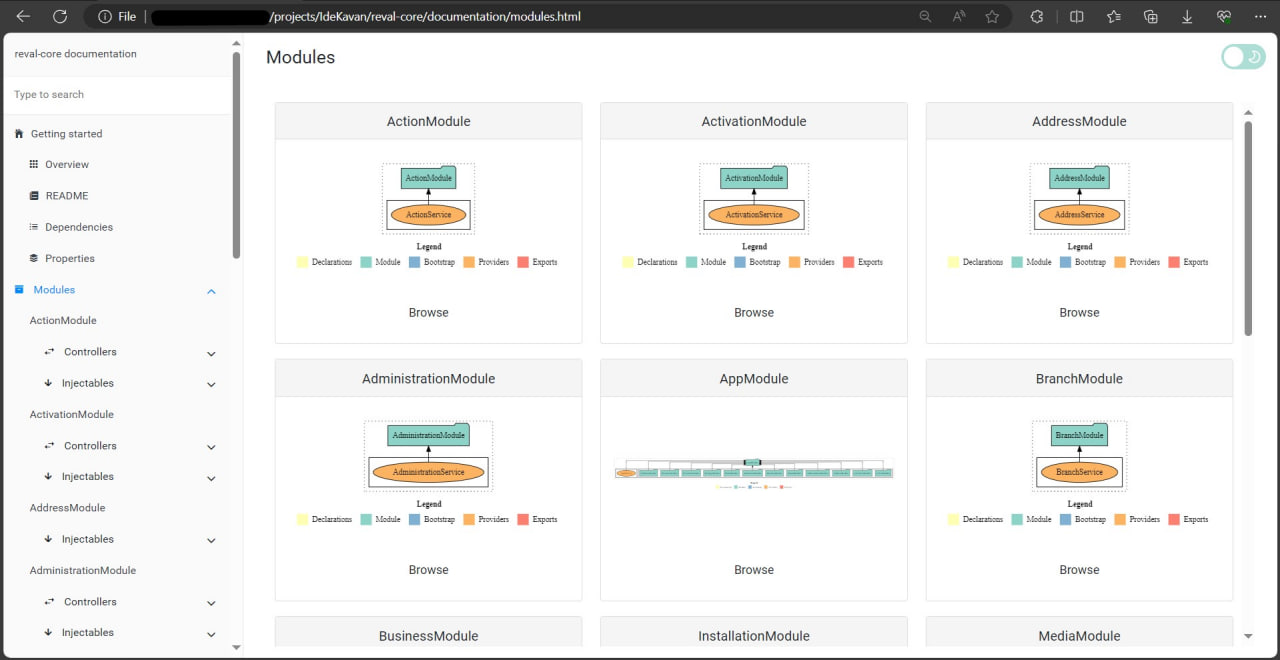 File
/projects/IdeKavan/reval-core/documentation/modules.html
reval-core documentation
Type to search
Getting started
Overview
README
Dependencies
Properties
Modules
ActionModule
Controllers
Injectables
ActivationModule
Controllers
Injectables
AddressModule
Injectables
AdministrationModule
Controllers
Injectables
Modules
ActionModule
ActionModule
ActionService
Legend
Declarations Module Bootstrap Providers Exports
Browse
ActivationModule
ActivationModule
ActivationService
Legend
Declarations Module Bootstrap Providers Exports
Browse
AddressModule
AddressModule
AddressService
Legend
Declarations Module Bootstrap Providers Exports
Browse
AdministrationModule
AdministrationModule
AdministrationService
Legend
Declarations Module Bootstrap Providers Exports
Browse
AppModule
Browse
BranchModule
BranchModule
BranchService
Legend
Declarations Module Bootstrap Providers Exports
Browse
BusinessModule
InstallationModule
MediaModule